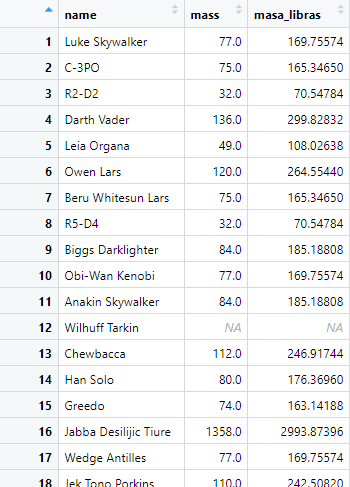 name mass masa_libras
1 Luke Skywalker 77.0 169.75574
2 C-3PO 75.0 165.34650
3 R2-D2 32.0 70.54784
4 Darth Vader 136.0 299.82832
5 Leia Organa 49.0 108.02638
6 Owen Lars 120.0 264.55440
7 Beru Whitesun Lars 75.0 165.34650
8 R5-D4 32.0 70.54784
9 Biggs Darklighter 84.0 185.18808
10 Obi-Wan Kenobi 77.0 169.75574
11 Anakin Skywalker 84.0 185.18808
12 Wilhuff Tarkin NA NA
13 Chewbacca 112.0 246.91744
14 Han Solo 80.0 176.36960
15 Greedo 74.0 163.14188
16 Jabba Desilijic Tiure 1358.0 2993.87396
17 Wedge Antilles 77.0 169.75574
18 Jek Tono Porkins 110.0 242.50820